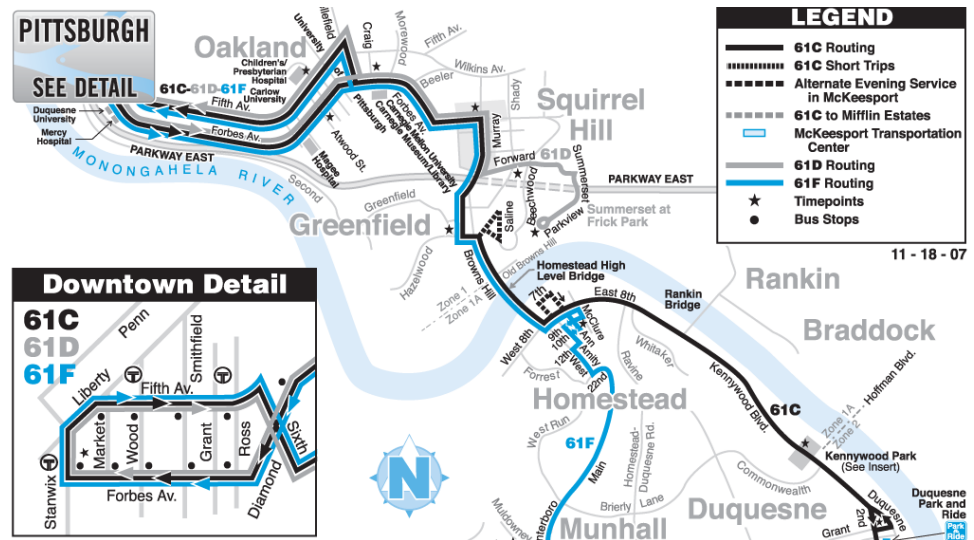 PITTSBURGH
SEE DETAIL
Oakland
University
Craig
Morewood
Fifth Av.
Wilkins Av.
Beeler
Children's/
Presbyterian
Hospital
Carlow
University
61C-61D-61F
Fifth Av.
Forbes Av.
Duquesne
University
Mercy
Hospital
PARKWAY EAST
MONONGAHELA RIVER
University
of
Pittsburgh
Atwood St.
Magee
Hospital
Forbes Av.
Carnegie Mellon University
Carnegie Museum/Library
Shady
Murray
Squirrel
Hill
Forward
61D
Summerset
Beechwood
PARKWAY EAST
Second
Greenfield
Greenfield
Saline
Parkview
Summerset at
Frick Park
Hazelwood
Browns Hill
Old Browns Hill
Zone 1
Zone 1A
Homestead High
Level Bridge
7th
East 8th
West 8th
McClure
Ann
Amity
West
9th
10th
12th
22nd
Forrest
Ravine
Whitaker
Rankin
Bridge
Rankin
Braddock
Homestead
West Run
61F
Main
Homestead-
Duquesne Rd.
Brierly Lane
Munhall
Kennywood Blvd.
61C
Hoffman Blvd.
Zone 1A
Zone 2
Kennywood Park
(See Insert)
Commonwealth
Duquesne
Duquesne
2nd
Grant
Duquesne
Park and
Ride
Park
&
Ride
LEGEND
61C Routing
61C Short Trips
Alternate Evening Service
in McKeesport
61C to Mifflin Estates
McKeesport Transportation
Center
61D Routing
61F Routing
Timepoints
Bus Stops
11 - 18 - 07
Downtown Detail
61C
61D
61F
Penn
Liberty
Fifth Av.
Smithfield
T
T
T
Market
Wood
Grant
Ross
Sixth
Stanwix
Forbes Av.
Diamond
N